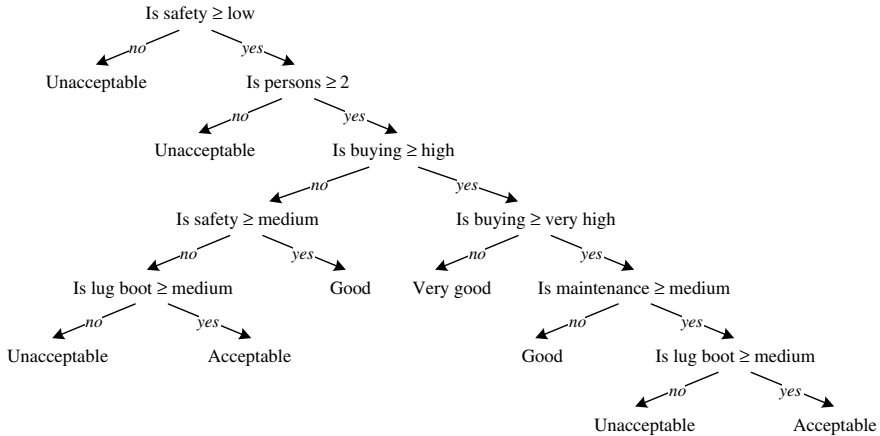 Is safety ≥ low
no yes
Unacceptable Is persons ≥ 2
no yes
Unacceptable Is buying ≥ high
no yes
Is safety ≥ medium Is buying ≥ very high
no yes no yes
Is lug boot ≥ medium Good Very good Is maintenance ≥ medium
no yes no yes
Unacceptable Acceptable Good Is lug boot ≥ medium
no yes
Unacceptable Acceptable